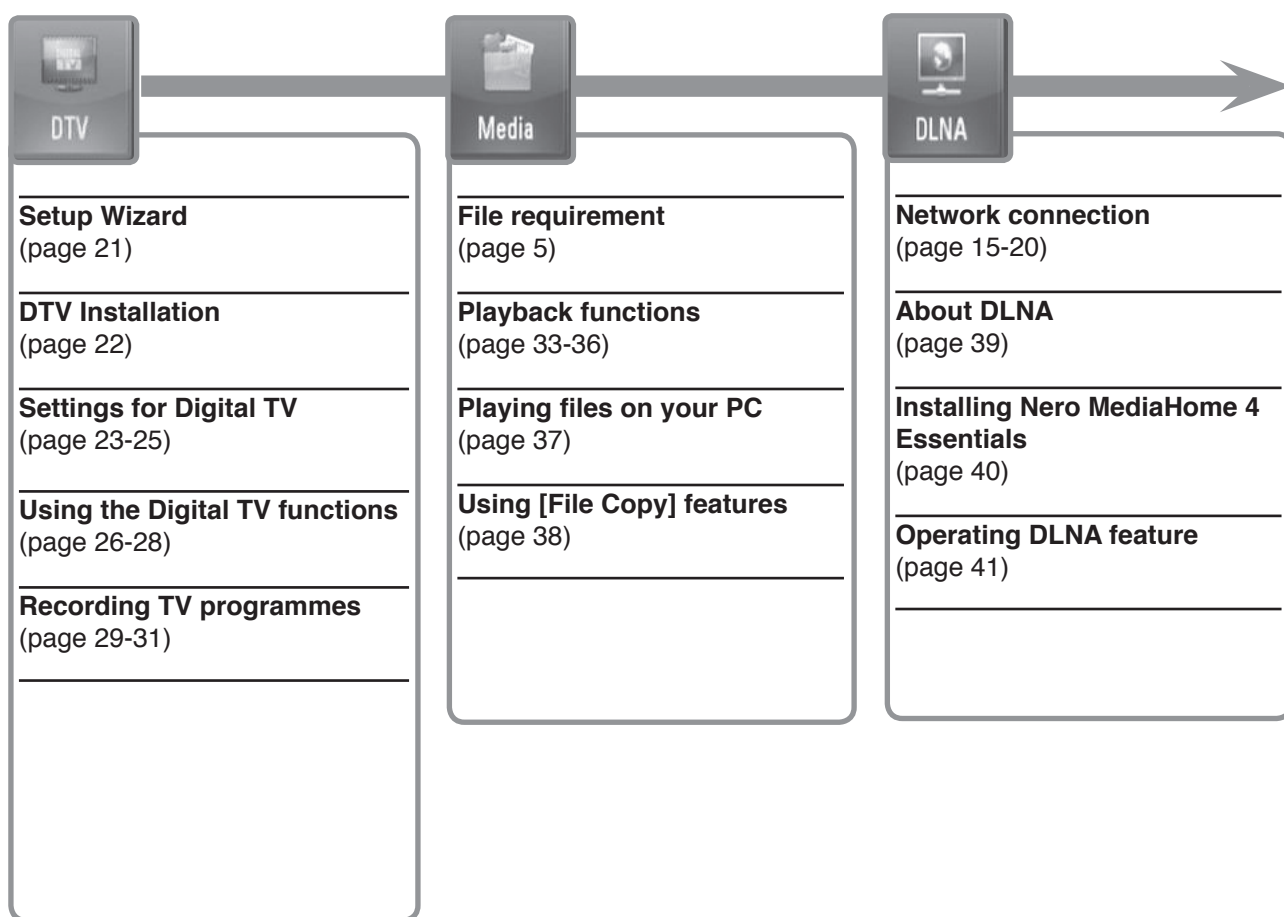 DTV
Setup Wizard
(page 21)
DTV Installation
(page 22)
Settings for Digital TV
(page 23-25)
Using the Digital TV functions
(page 26-28)
Recording TV programmes
(page 29-31)
Media
File requirement
(page 5)
Playback functions
(page 33-36)
Playing files on your PC
(page 37)
Using [File Copy] features
(page 38)
DLNA
Network connection
(page 15-20)
About DLNA
(page 39)
Installing Nero MediaHome 4
Essentials
(page 40)
Operating DLNA feature
(page 41)